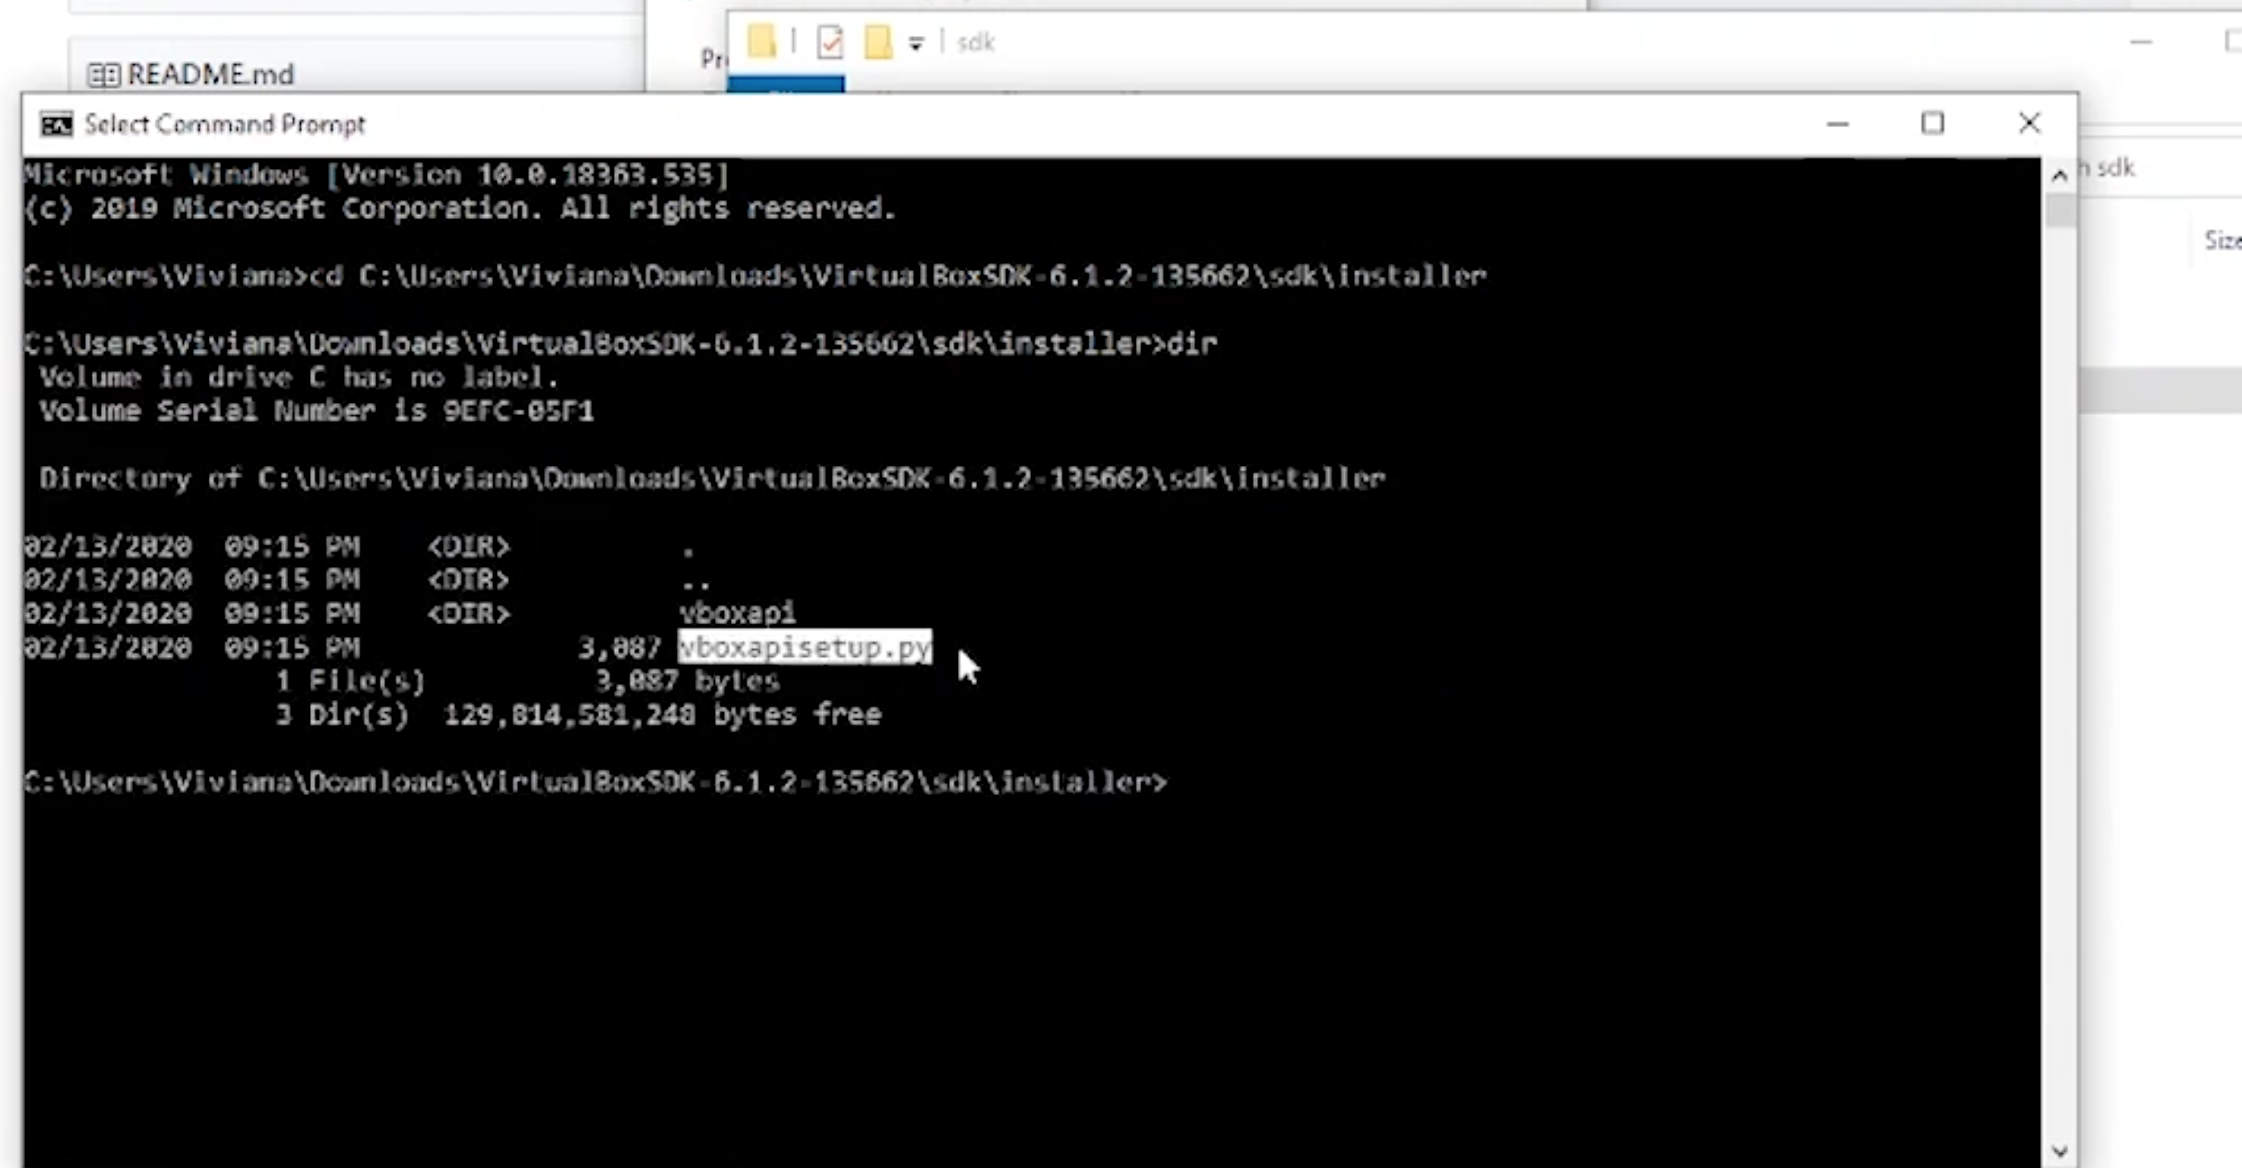 sdk
README.md
Select Command Prompt
Microsoft Windows [Version 10.0.18363.535]
(c) 2019 Microsoft Corporation. All rights reserved.
sdk
Size
C:\Users\Viviana>cd C:\Users\Viviana\Downloads\VirtualBoxSDK-6.1.2-135662\sdk\installer
C:\Users\Viviana\Downloads\VirtualBoxSDK-6.1.2-135662\sdk\installer>dir
 Volume in drive C has no label.
 Volume Serial Number is 9EFC-05F1
 Directory of C:\Users\Viviana\Downloads\VirtualBoxSDK-6.1.2-135662\sdk\installer
02/13/2020  09:15 PM    <DIR>          .
02/13/2020  09:15 PM    <DIR>          ..
02/13/2020  09:15 PM    <DIR>          vboxapi
02/13/2020  09:15 PM             3,087 vboxapisetup.py
               1 File(s)          3,087 bytes
               3 Dir(s)  129,814,581,248 bytes free
C:\Users\Viviana\Downloads\VirtualBoxSDK-6.1.2-135662\sdk\installer>